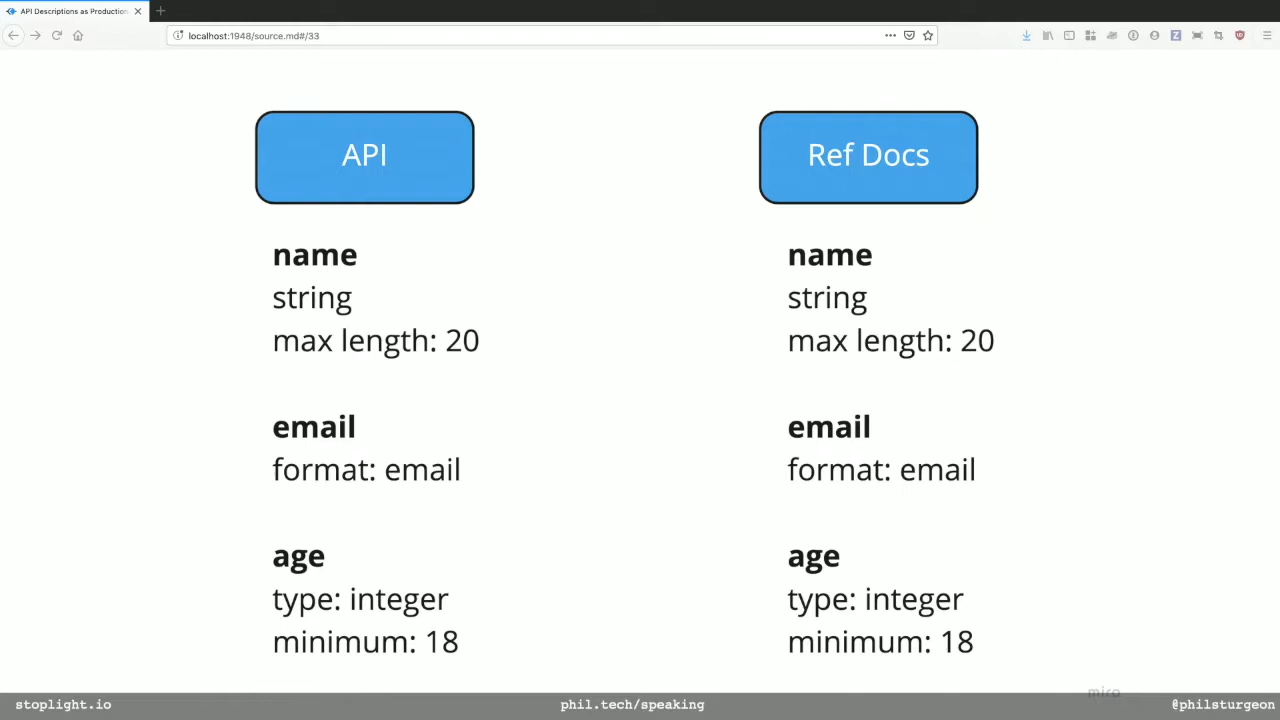 API Descriptions as Production
localhost:1948/source.md#/33
API
name
string
max length: 20
email
format: email
age
type: integer
minimum: 18
Ref Docs
name
string
max length: 20
email
format: email
age
type: integer
minimum: 18
miro
stoplight.io
phil.tech/speaking
@philsturgeon